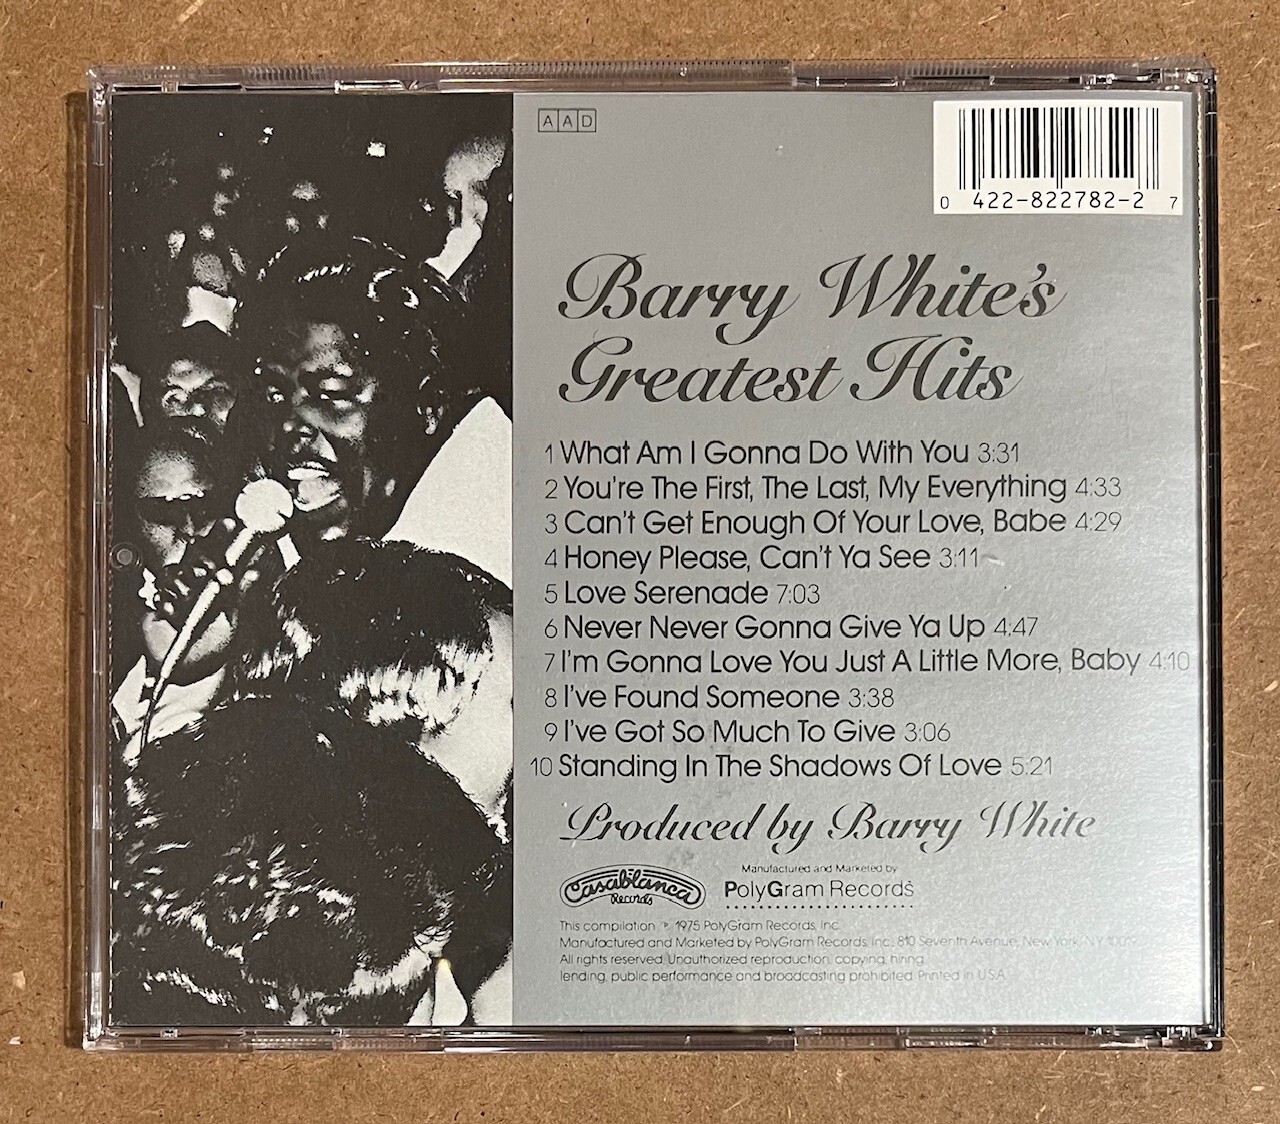 AAD
0 422-822782-2 7
Barry White's
Greatest Hits
1 What Am I Gonna Do With You 3:31
2 You're The First, The Last, My Everything 4:33
3 Can't Get Enough Of Your Love, Babe 4:29
4 Honey Please, Can't Ya See 3:11
5 Love Serenade 7:03
6 Never Never Gonna Give Ya Up 4:47
7 I'm Gonna Love You Just A Little More, Baby 4:10
8 I've Found Someone 3:38
9 I've Got So Much To Give 3:06
10 Standing In The Shadows Of Love 5:21
Produced by Barry White
Casablanca
Records
Manufactured and Marketed by
PolyGram Records
This compilation ℗ 1975 PolyGram Records, Inc.
Manufactured and Marketed by PolyGram Records, Inc., 810 Seventh Avenue, New York, NY
All rights reserved. Unauthorized reproduction, copying, hiring,
lending, public performance and broadcasting prohibited. Printed in U.S.A.